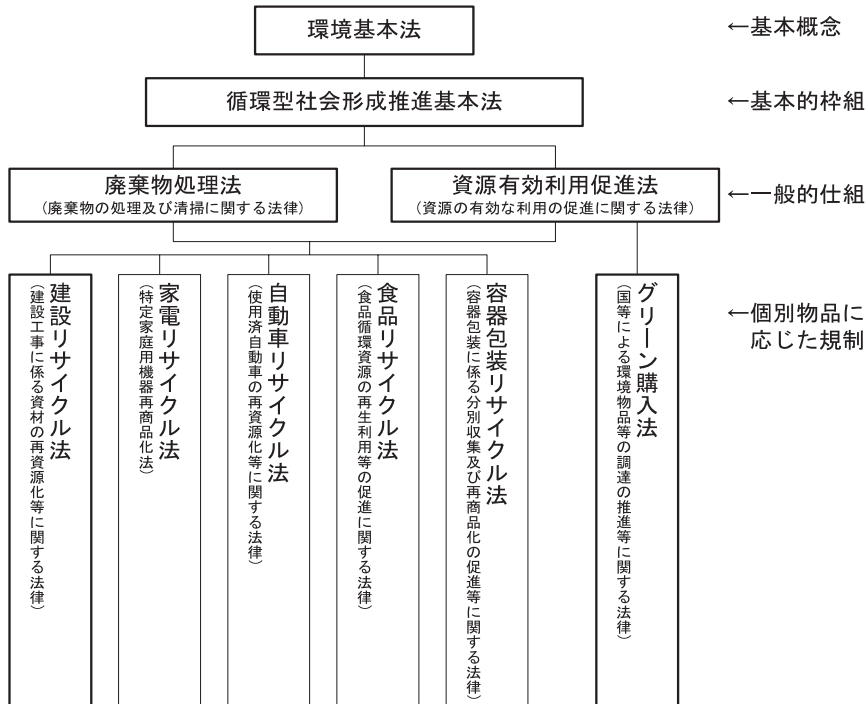 環境基本法
←基本概念
循環型社会形成推進基本法
←基本的枠組
廃棄物処理法
(廃棄物の処理及び清掃に関する法律)
資源有効利用促進法
(資源の有効な利用の促進に関する法律)
←一般的仕組
建設リサイクル法
(建設工事に係る資材の再資源化等に関する法律)
家電リサイクル法
(特定家庭用機器再商品化法)
自動車リサイクル法
(使用済自動車の再資源化等に関する法律)
食品リサイクル法
(食品循環資源の再生利用等の促進に関する法律)
容器包装リサイクル法
(容器包装に係る分別収集及び再商品化の促進等に関する法律)
グリーン購入法
(国等による環境物品等の調達の推進等に関する法律)
←個別物品に
応じた規制